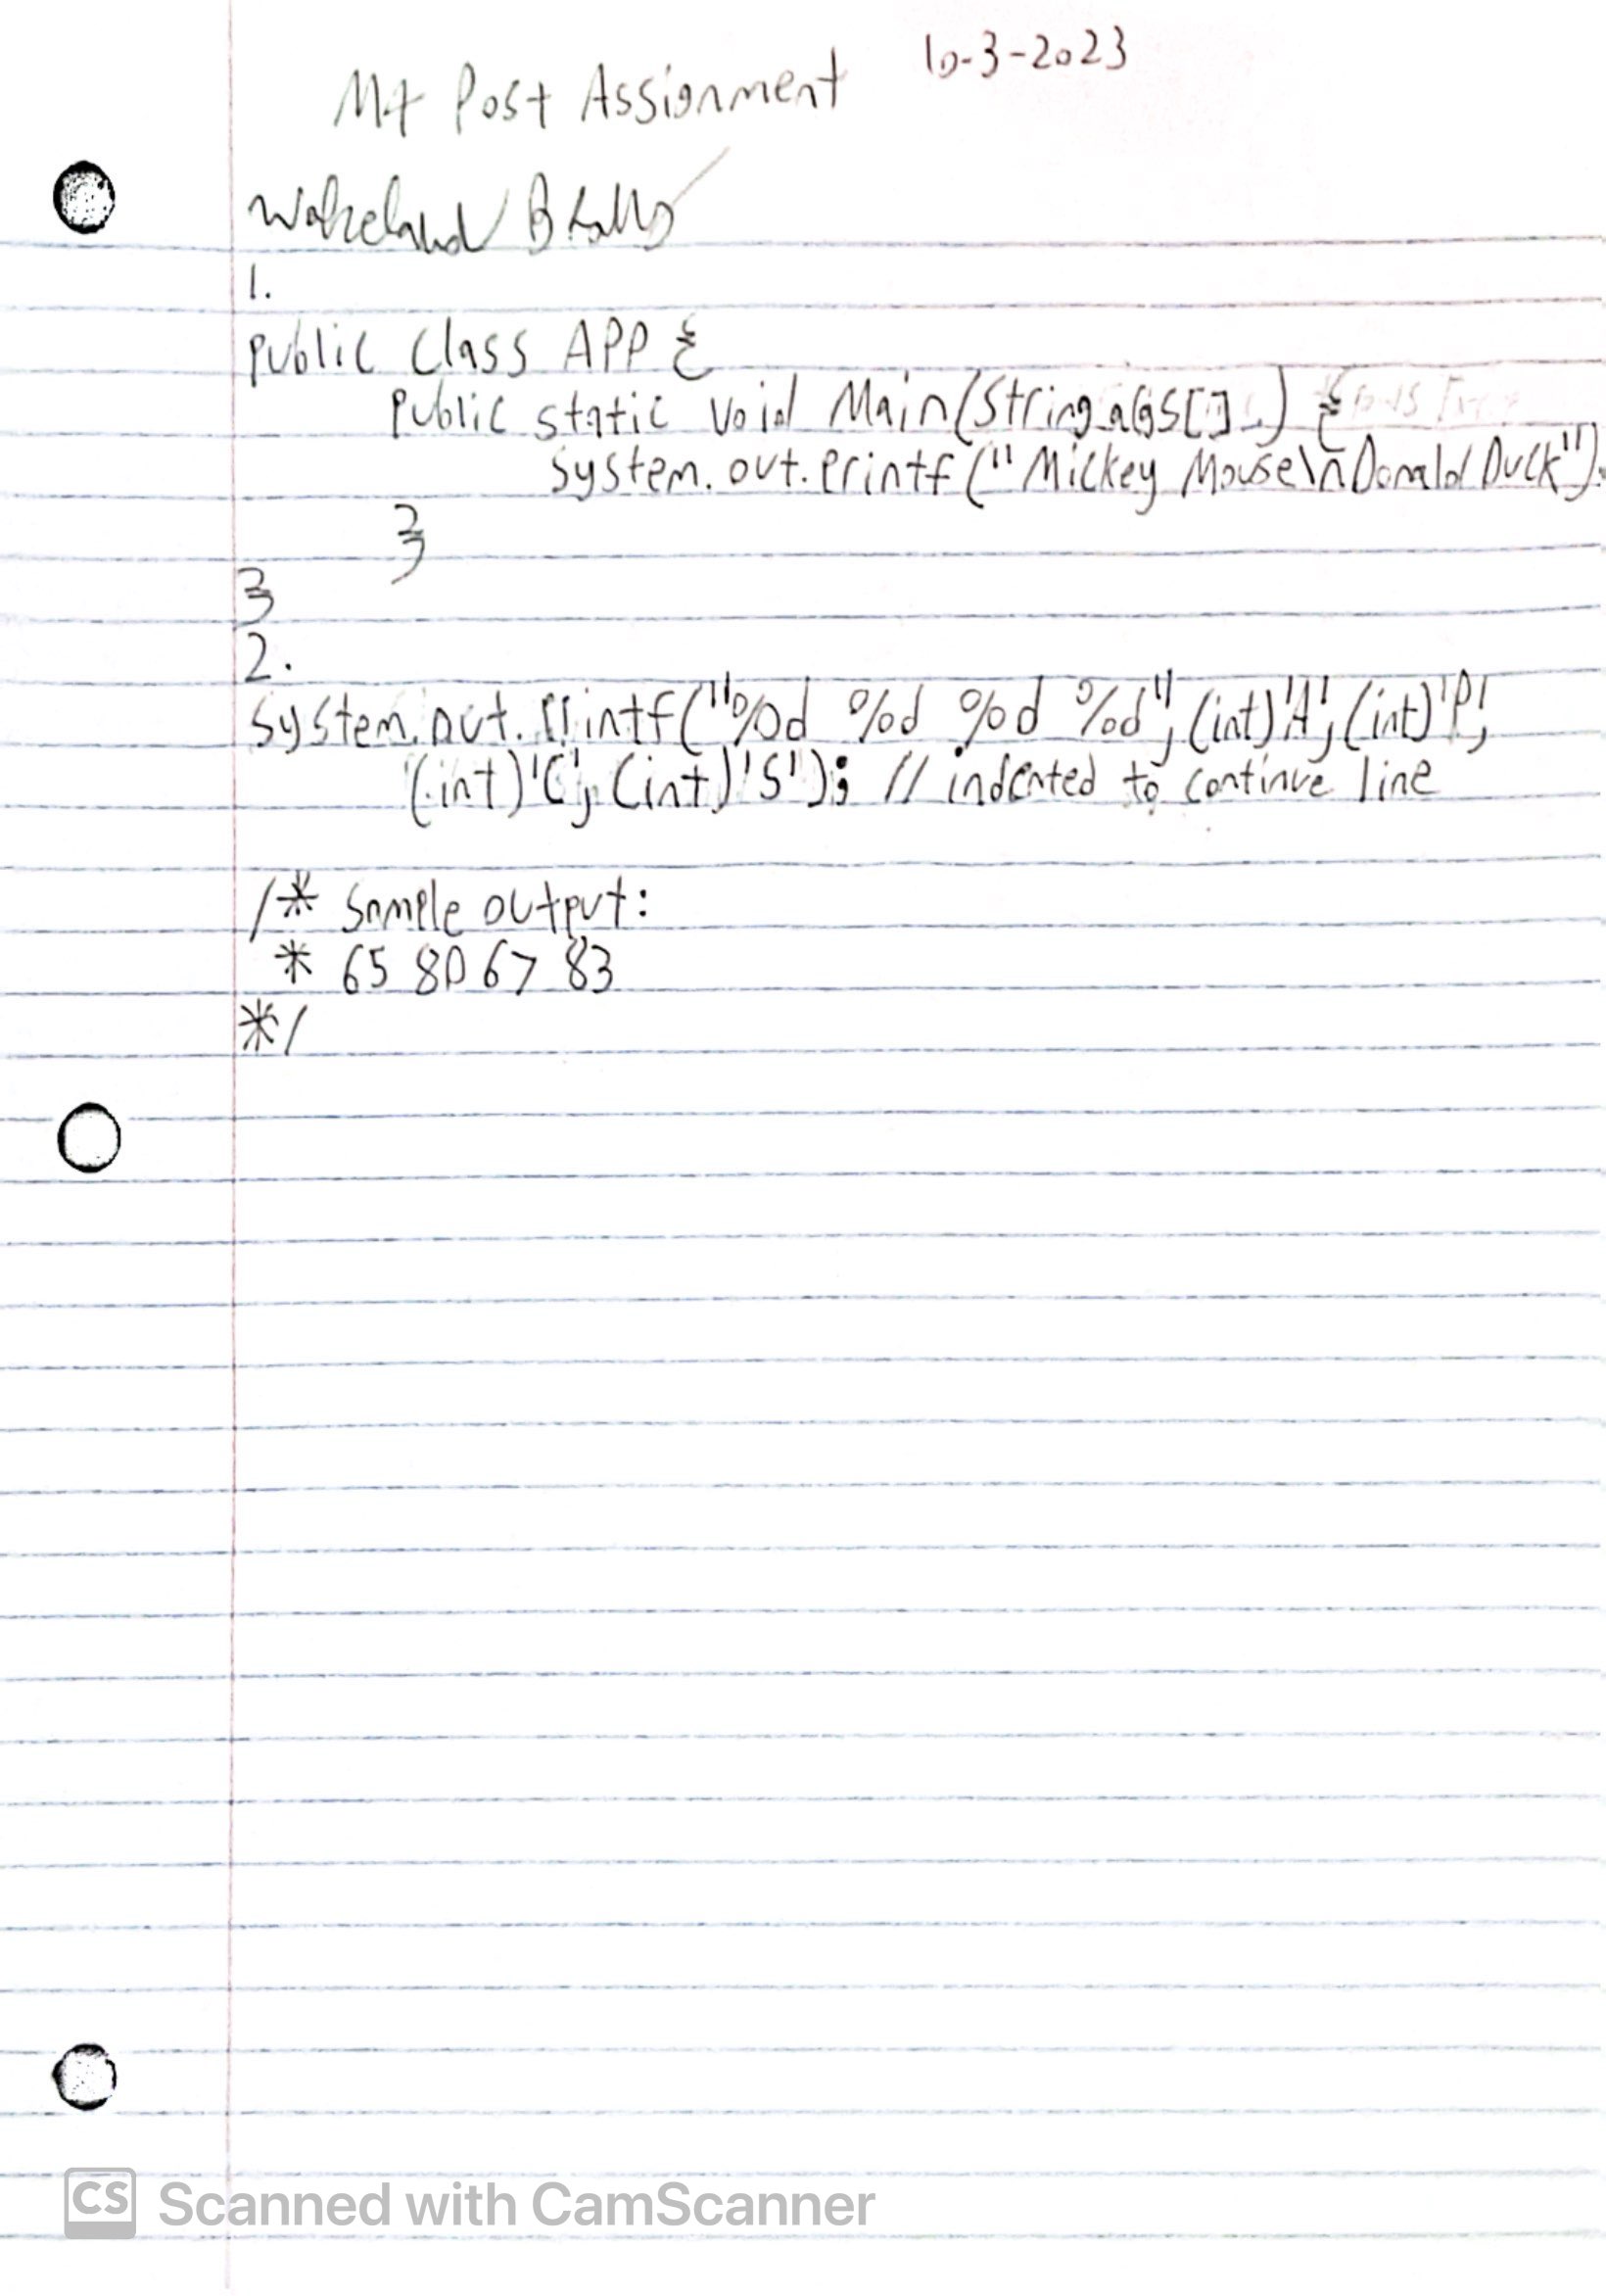 M4 Post Assignment 10-3-2023
Wakeland
1.
public class APP {
public static void Main(String args[]) {
system.out.printf("Mickey Mouse\nDonald Duck");
}
}
2.
system.out.printf("%d %d %d %d", (int)'A', (int)'P',
(int)'C', (int)'S'); // indented to continue line
/* Sample output:
* 65 80 67 83
*/
CS Scanned with CamScanner